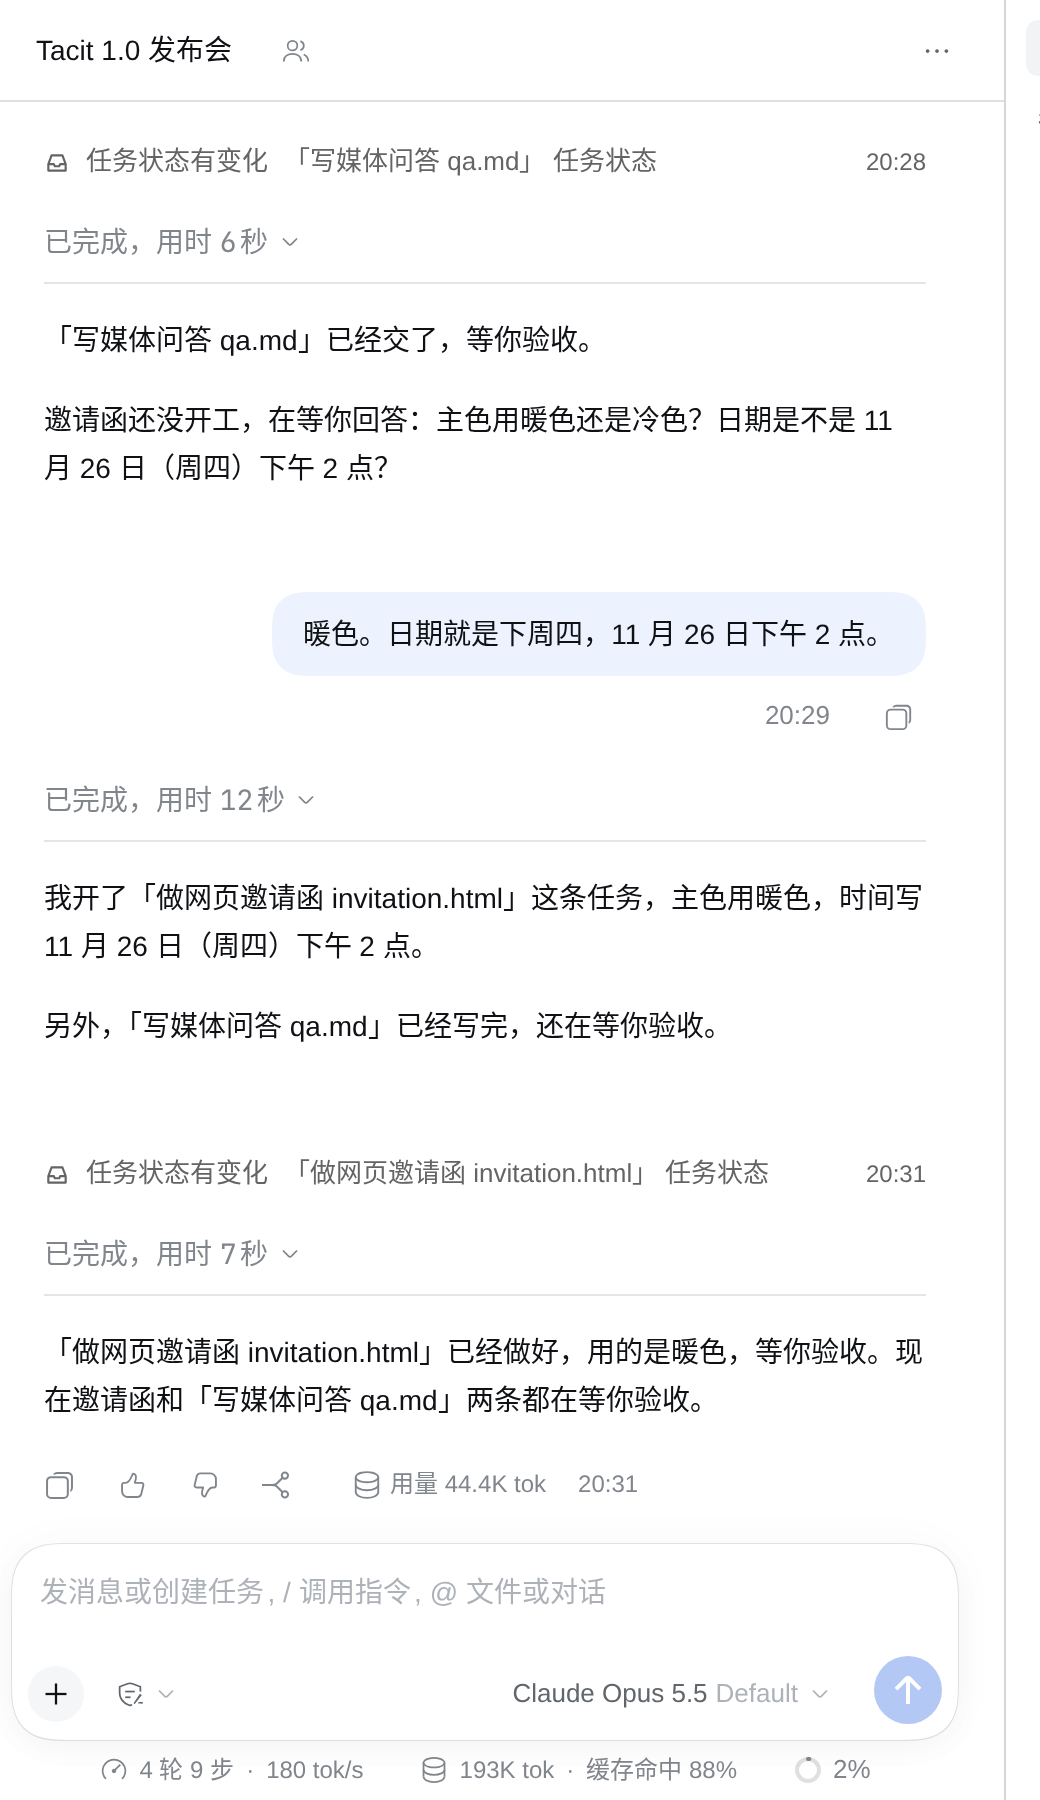 Tacit 1.0 发布会
任务状态有变化 「写媒体问答 qa.md」 任务状态 20:28
已完成，用时 6 秒
「写媒体问答 qa.md」已经交了，等你验收。
邀请函还没开工，在等你回答：主色用暖色还是冷色？日期是不是 11
月 26 日（周四）下午 2 点？
暖色。日期就是下周四，11 月 26 日下午 2 点。
20:29
已完成，用时 12 秒
我开了「做网页邀请函 invitation.html」这条任务，主色用暖色，时间写
11 月 26 日（周四）下午 2 点。
另外，「写媒体问答 qa.md」已经写完，还在等你验收。
任务状态有变化 「做网页邀请函 invitation.html」 任务状态 20:31
已完成，用时 7 秒
「做网页邀请函 invitation.html」已经做好，用的是暖色，等你验收。现
在邀请函和「写媒体问答 qa.md」两条都在等你验收。
用量 44.4K tok 20:31
发消息或创建任务, / 调用指令, @ 文件或对话
Claude Opus 5.5 Default
4 轮 9 步 · 180 tok/s 193K tok · 缓存命中 88% 2%